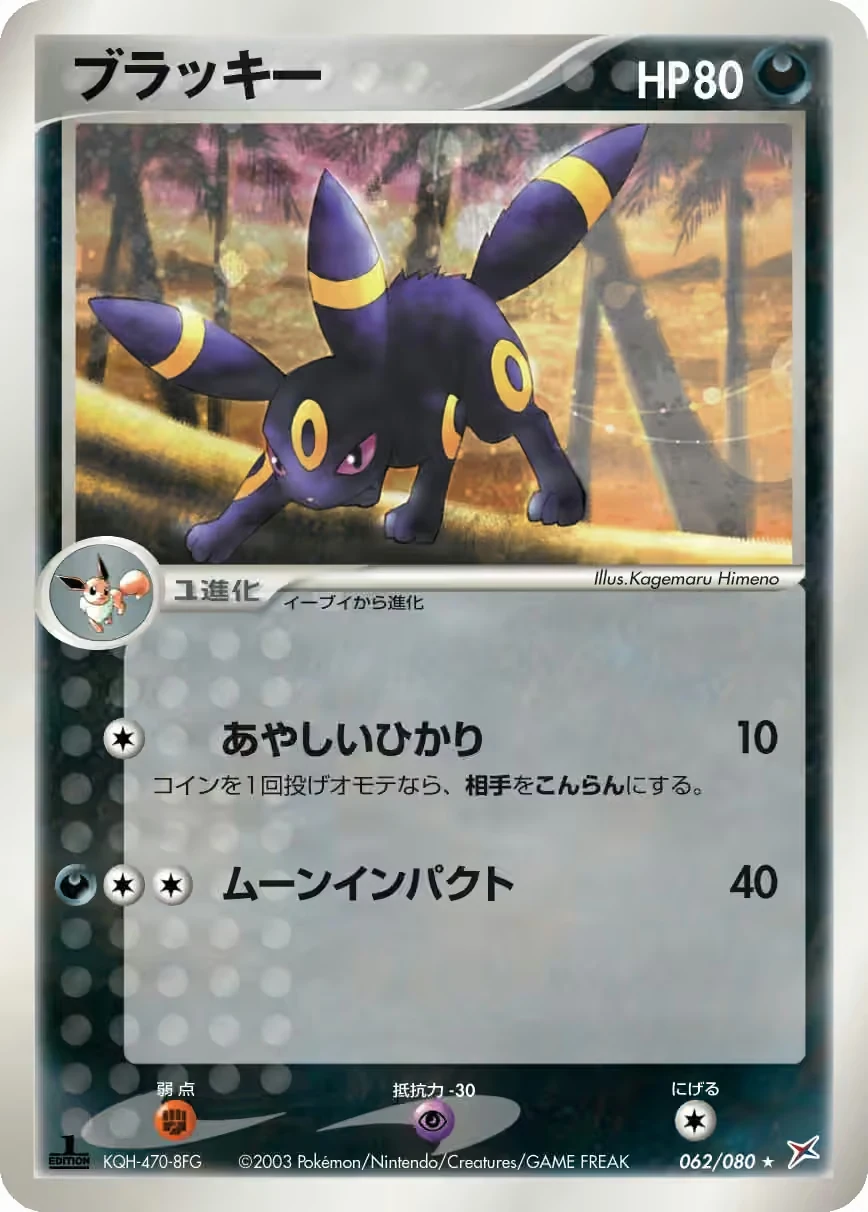 ブラッキー
HP80
Illus.Kagemaru Himeno
1進化
イーブイから進化
あやしいひかり 10
コインを1回投げオモテなら、相手をこんらんにする。
ムーンインパクト 40
弱点 抵抗力 -30 にげる
1 EDITION KQH-470-8FG ©2003 Pokémon/Nintendo/Creatures/GAME FREAK 062/080 ★